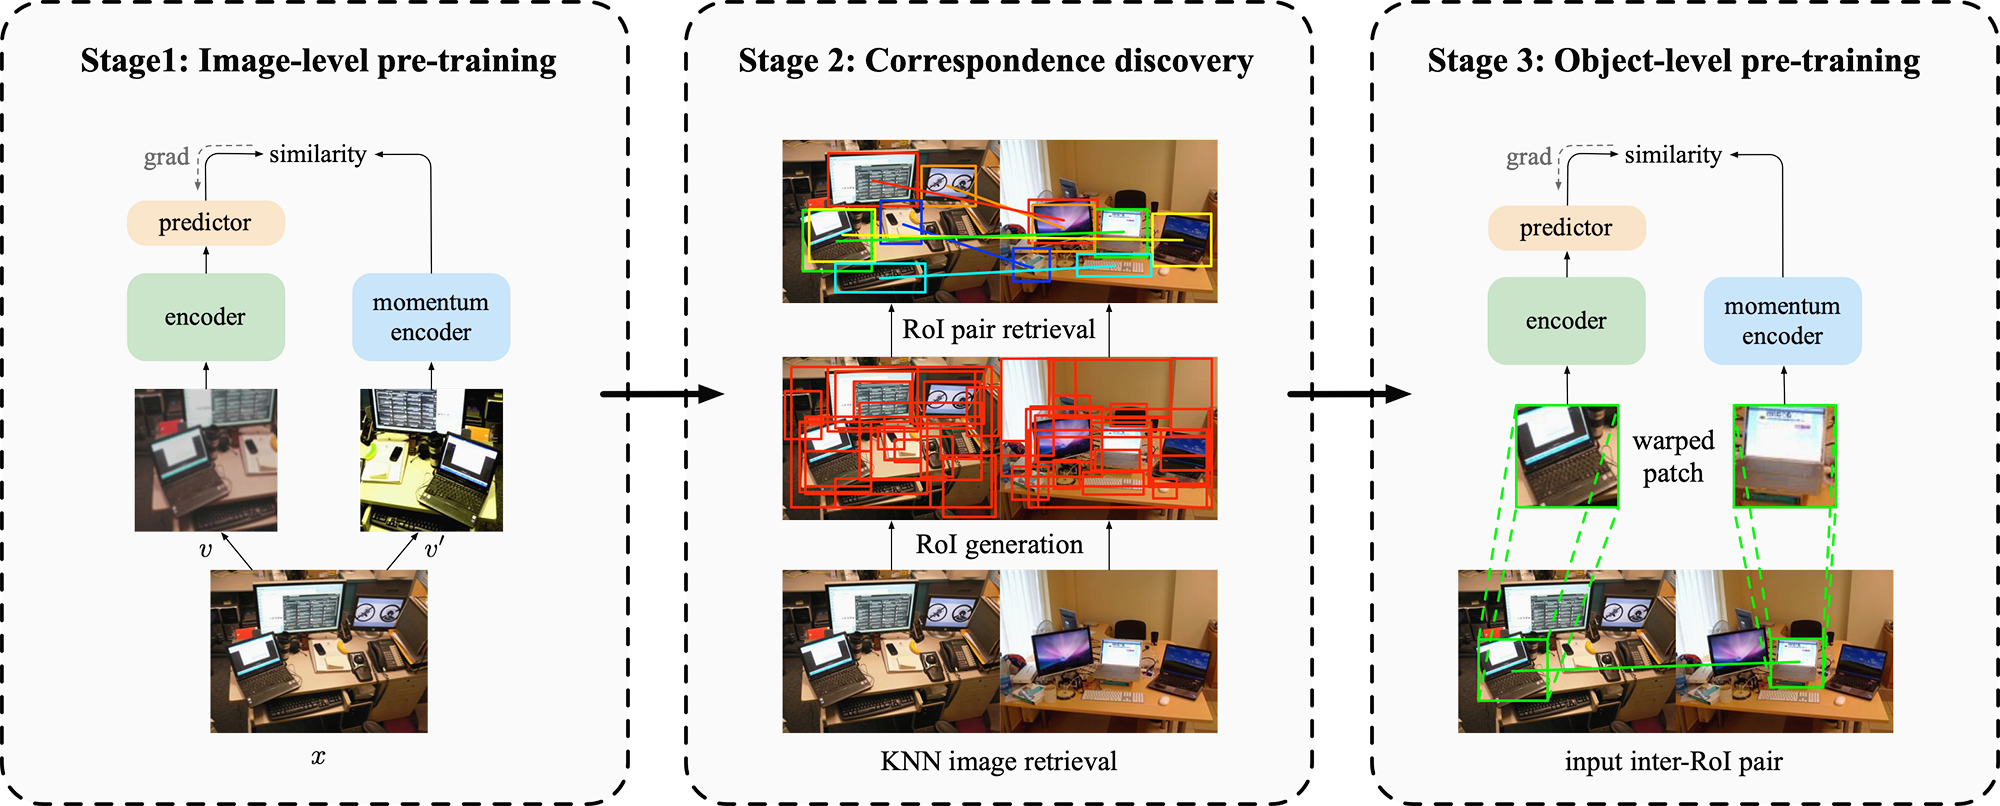 Stage1: Image-level pre-training
grad
similarity
predictor
encoder
momentum
encoder
v
v′
x
Stage 2: Correspondence discovery
RoI pair retrieval
RoI generation
KNN image retrieval
Stage 3: Object-level pre-training
grad
similarity
predictor
encoder
momentum
encoder
warped
patch
input inter-RoI pair